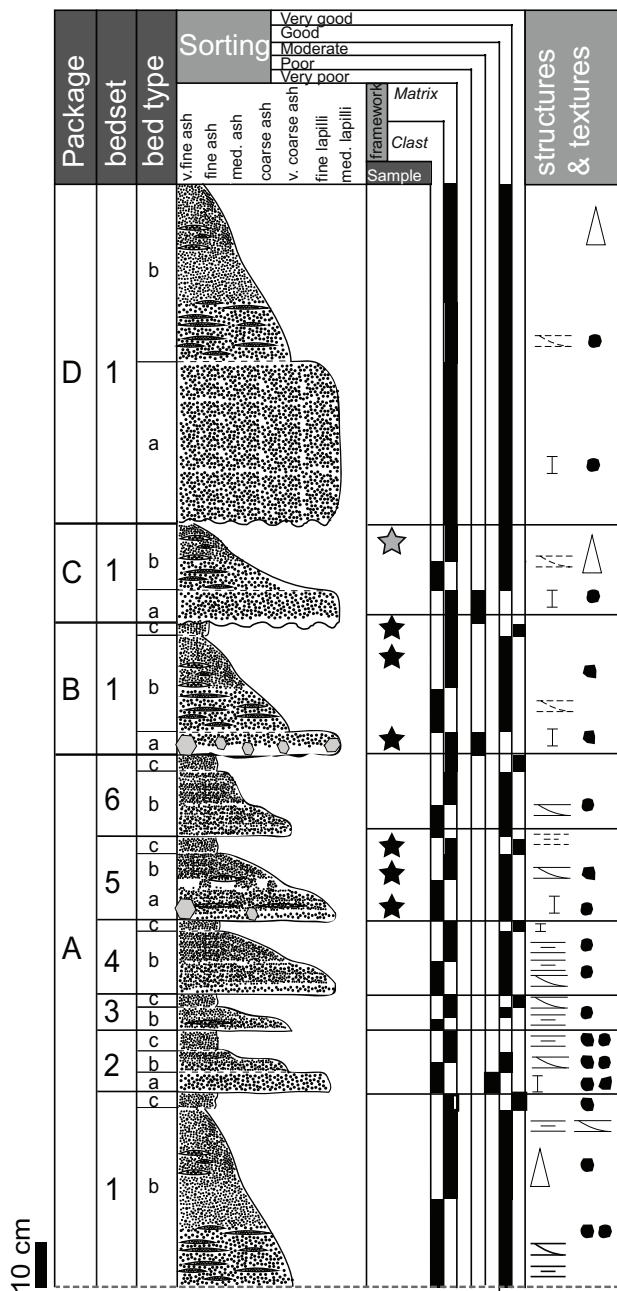 Package
bedset
bed type
Sorting
Very good
Good
Moderate
Poor
Very poor
v.fine ash
fine ash
med. ash
coarse ash
v. coarse ash
fine lapilli
med. lapilli
framework
Matrix
Clast
Sample
structures
& textures
D 1 b
a
C 1 b
a
B 1 c
b
a
A
6 c
b
5 c
b
a
4 c
b
3 c
b
2 c
b
a
1 c
b
10 cm